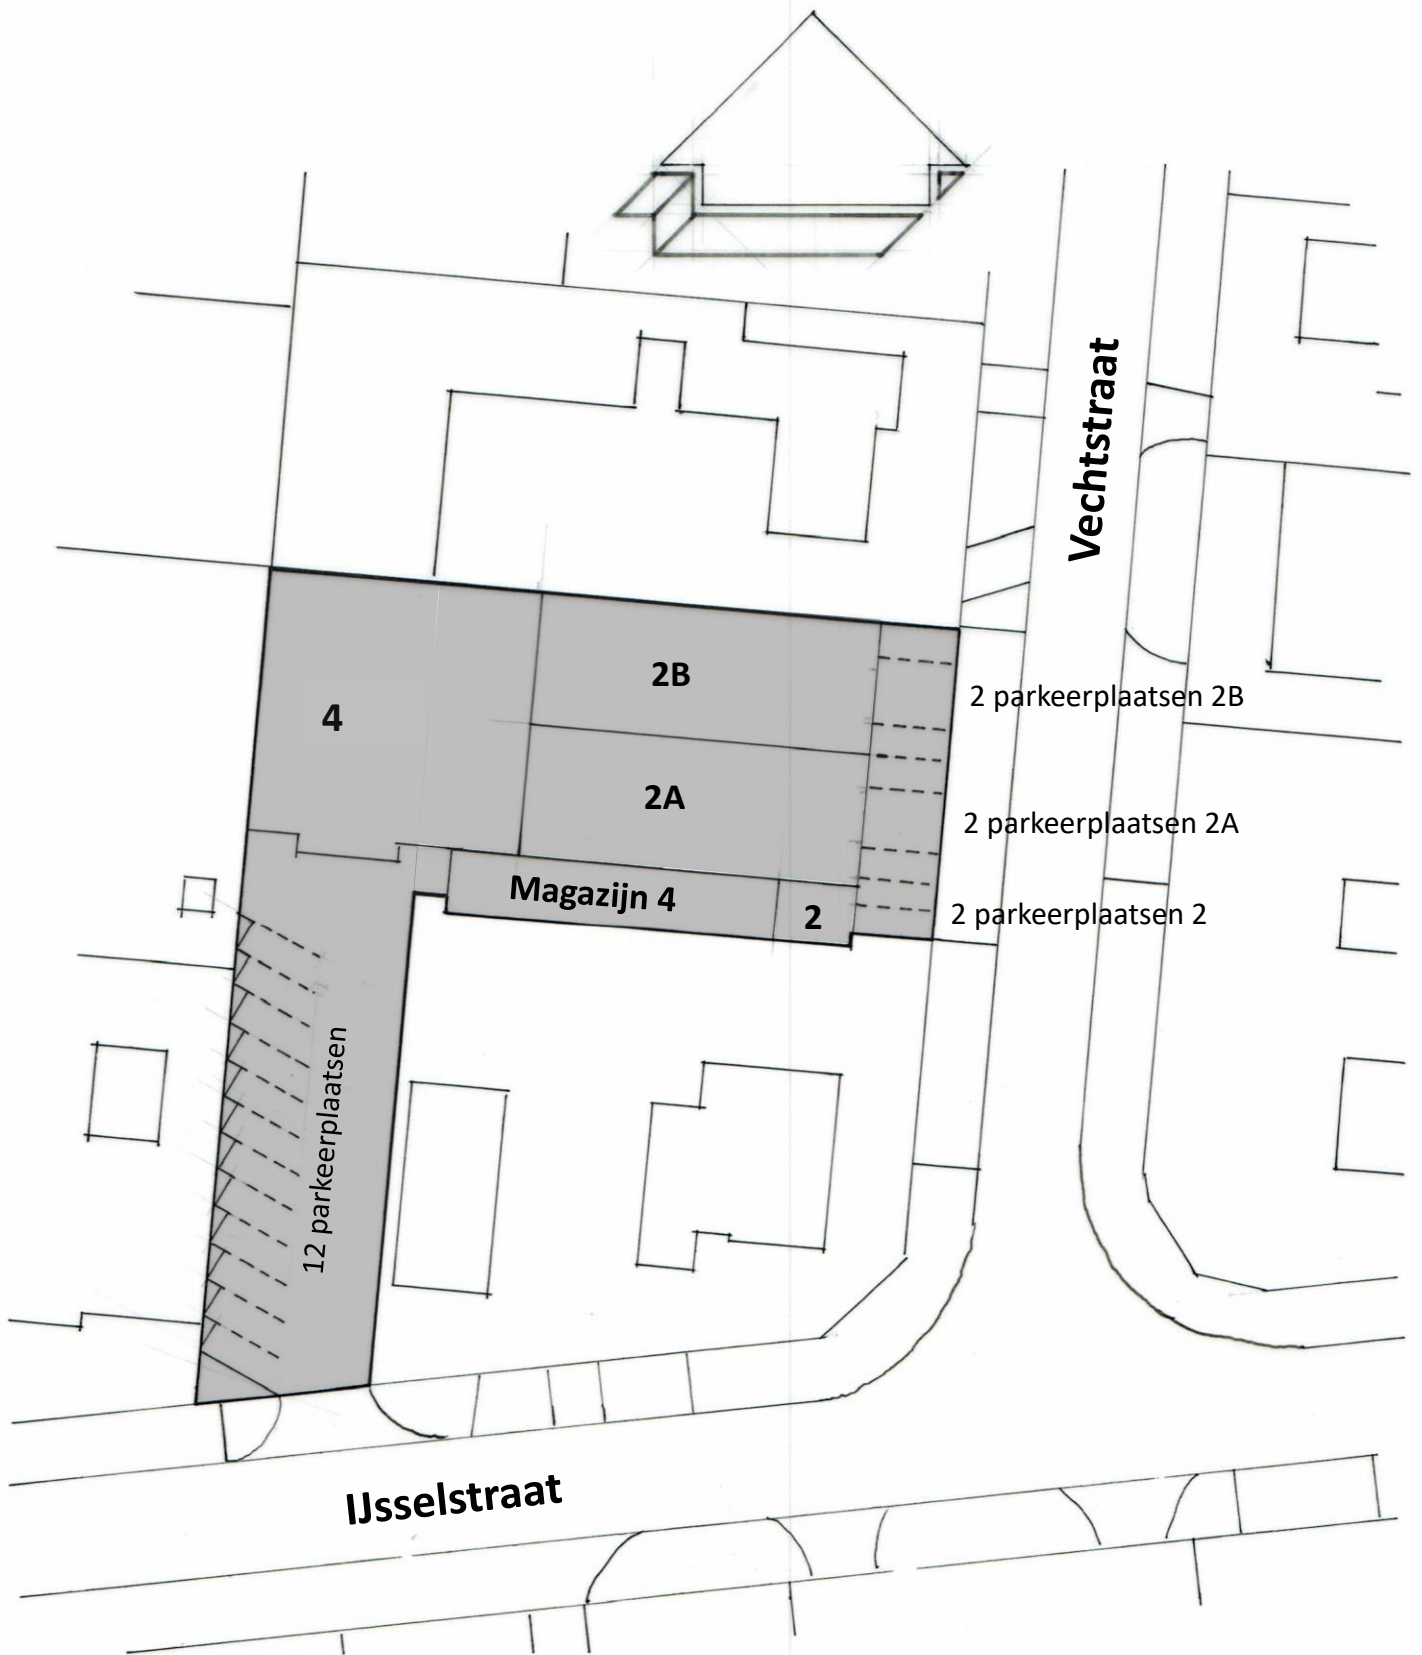 Vechtstraat
2B
2 parkeerplaatsen 2B
4
2A
2 parkeerplaatsen 2A
Magazijn 4
2
2 parkeerplaatsen 2
12 parkeerplaatsen
IJsselstraat